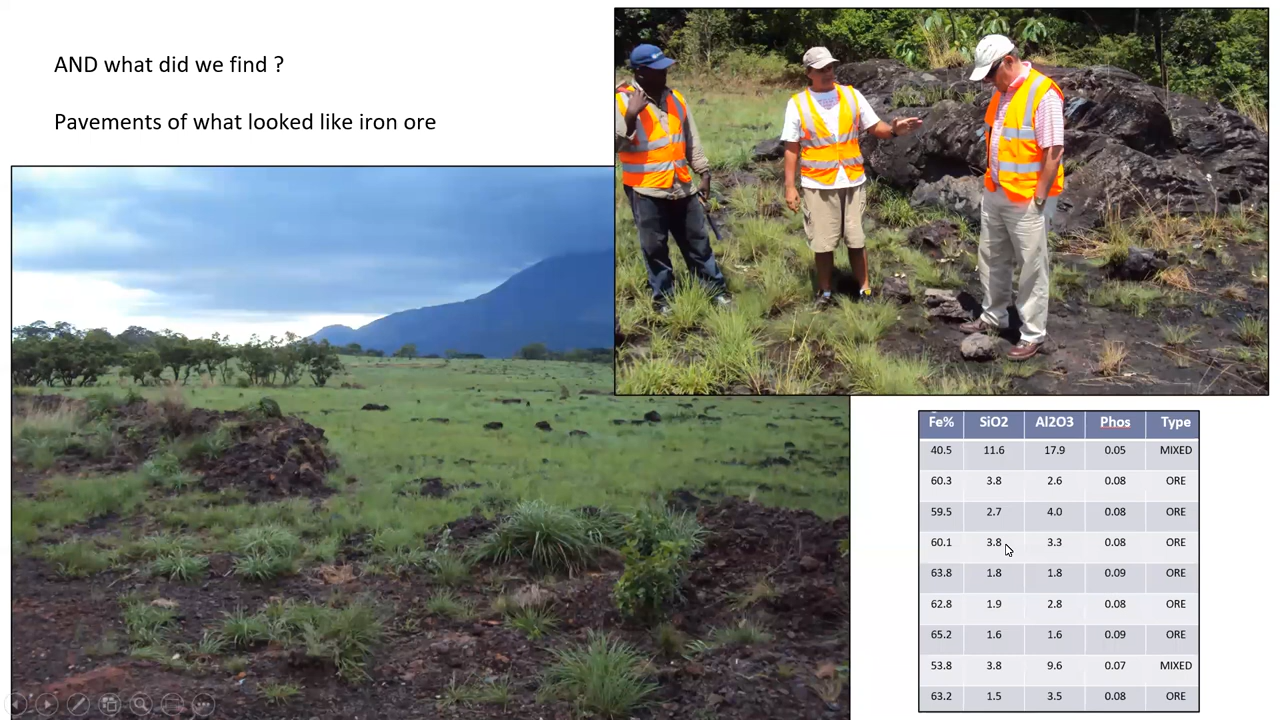 AND what did we find ?
Pavements of what looked like iron ore
Fe% SiO2 Al2O3 Phos Type
40.5 11.6 17.9 0.05 MIXED
60.3 3.8 2.6 0.08 ORE
59.5 2.7 4.0 0.08 ORE
60.1 3.8 3.3 0.08 ORE
63.8 1.8 1.8 0.09 ORE
62.8 1.9 2.8 0.08 ORE
65.2 1.6 1.6 0.09 ORE
53.8 3.8 9.6 0.07 MIXED
63.2 1.5 3.5 0.08 ORE